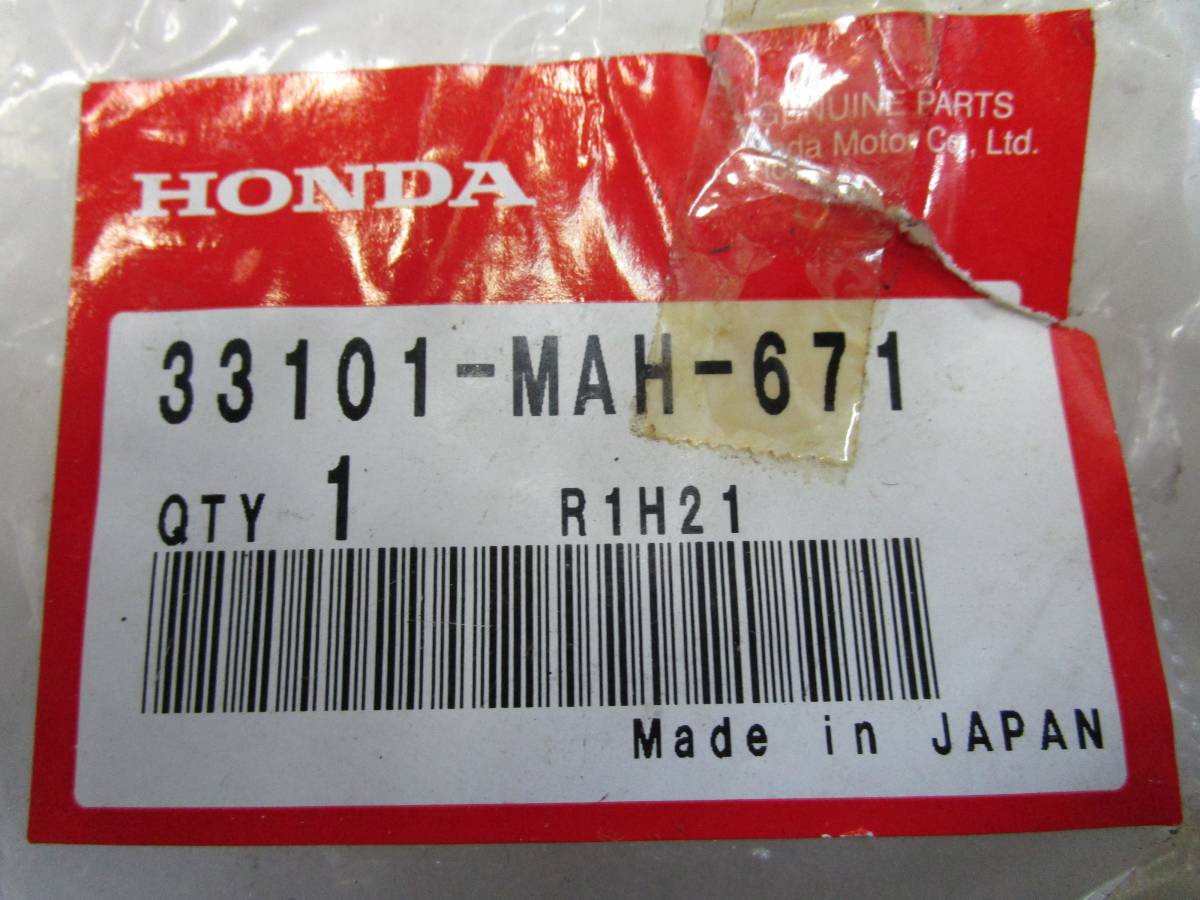 HONDA
GENUINE PARTS
Motor Co., Ltd.
33101-MAH-671
QTY 1 R1H21
Made in JAPAN